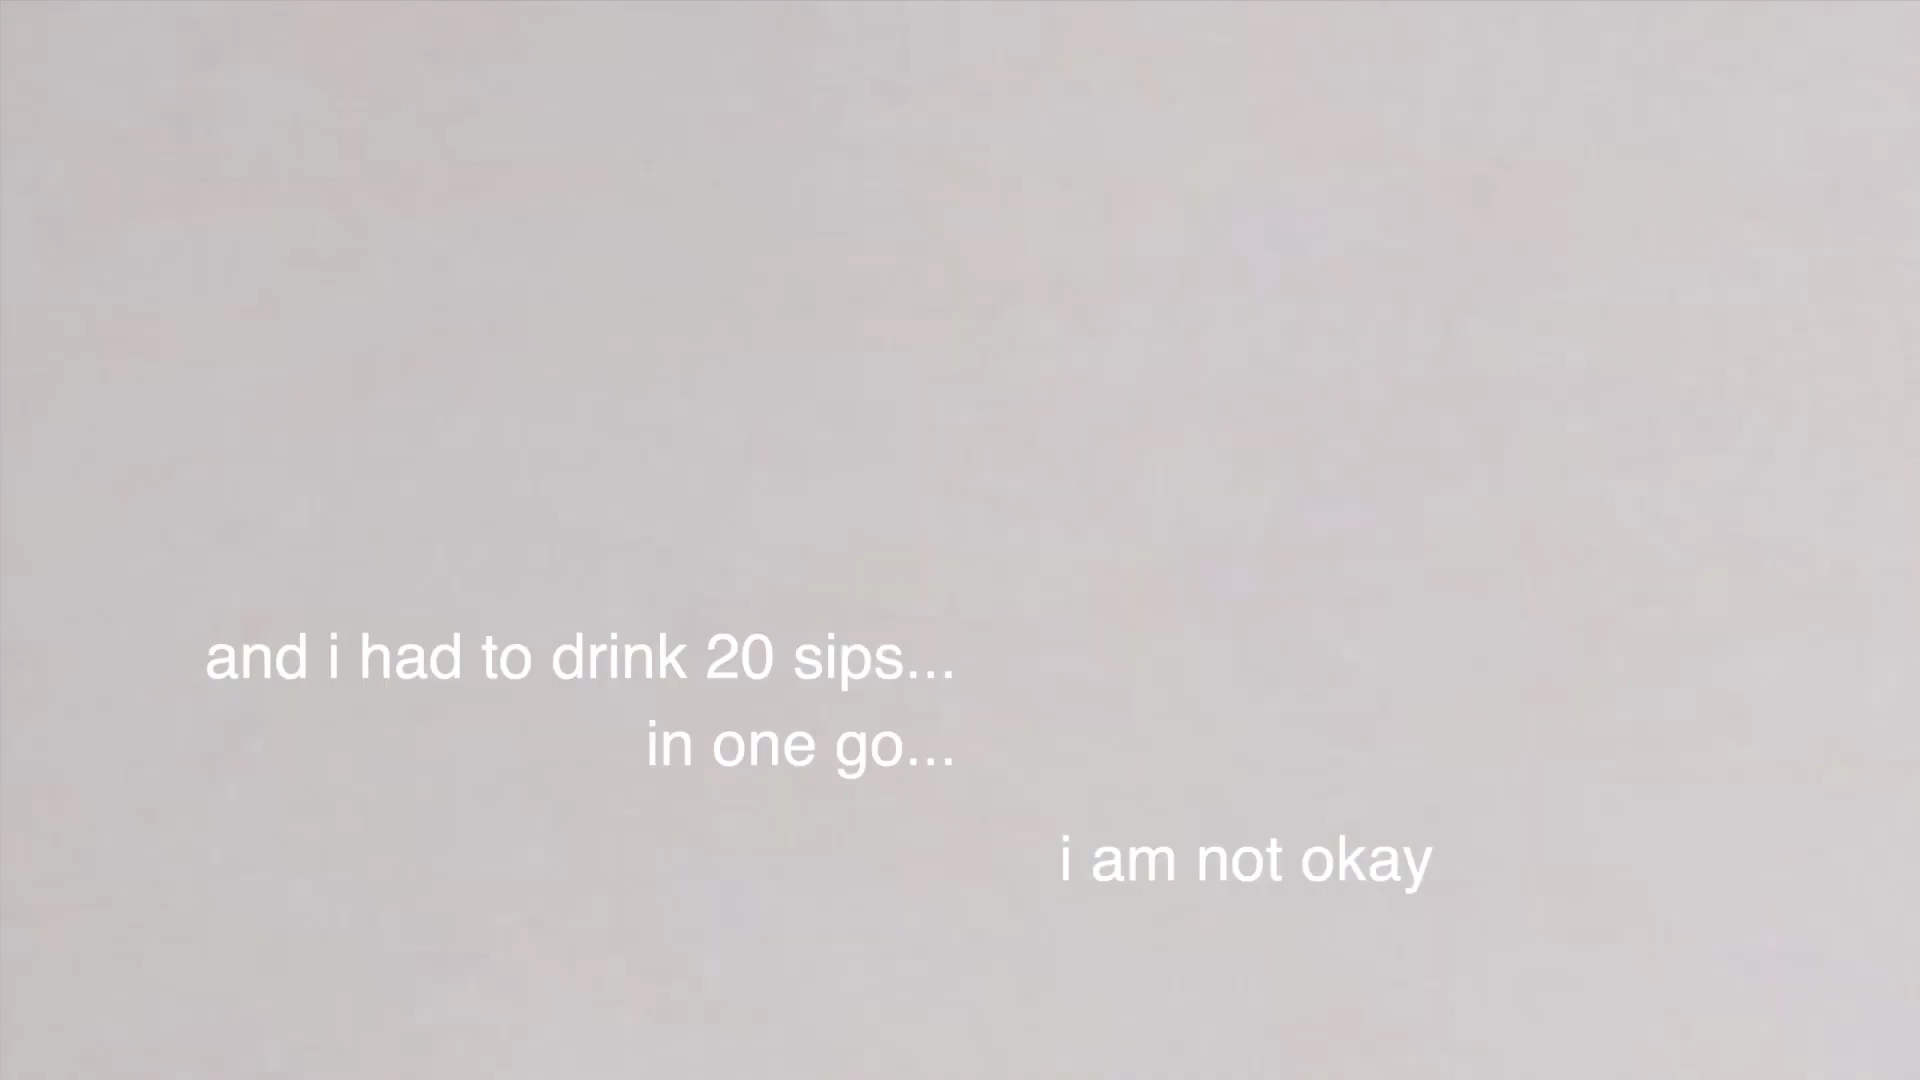 and i had to drink 20 sips...
in one go...
i am not okay